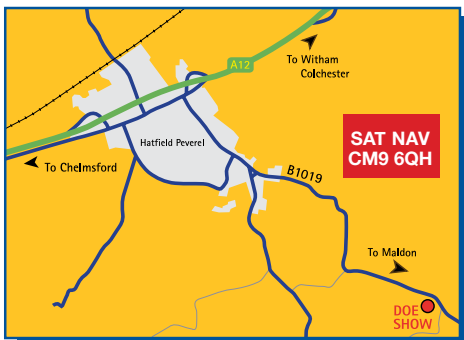 To Witham
Colchester
A12
Hatfield Peverel
SAT NAV
CM9 6QH
To Chelmsford
B1019
To Maldon
DOE
SHOW